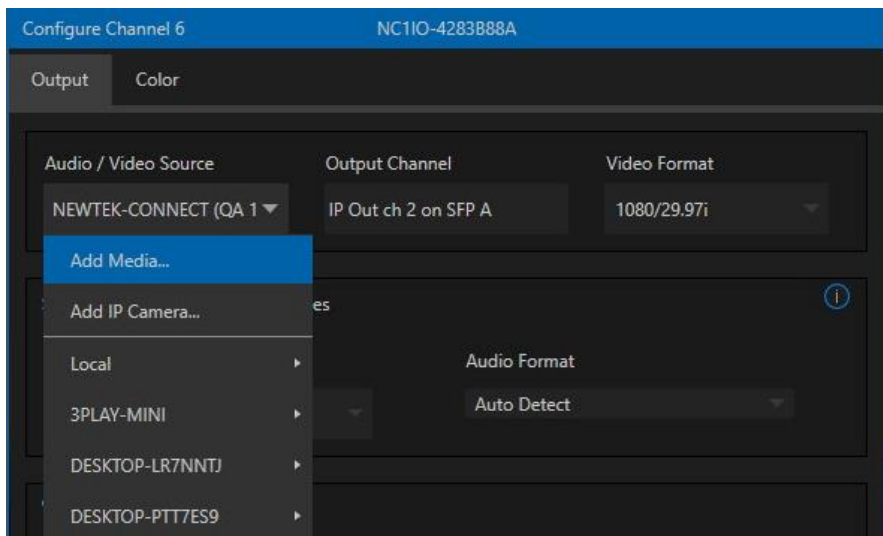 Configure Channel 6 NC1IO-4283B88A
Output Color
Audio / Video Source Output Channel Video Format
NEWTEK-CONNECT (QA 1 IP Out ch 2 on SFP A 1080/29.97i
Add Media...
Add IP Camera... es
Local Audio Format
3PLAY-MINI Auto Detect
DESKTOP-LR7NNTJ
DESKTOP-PTT7ES9